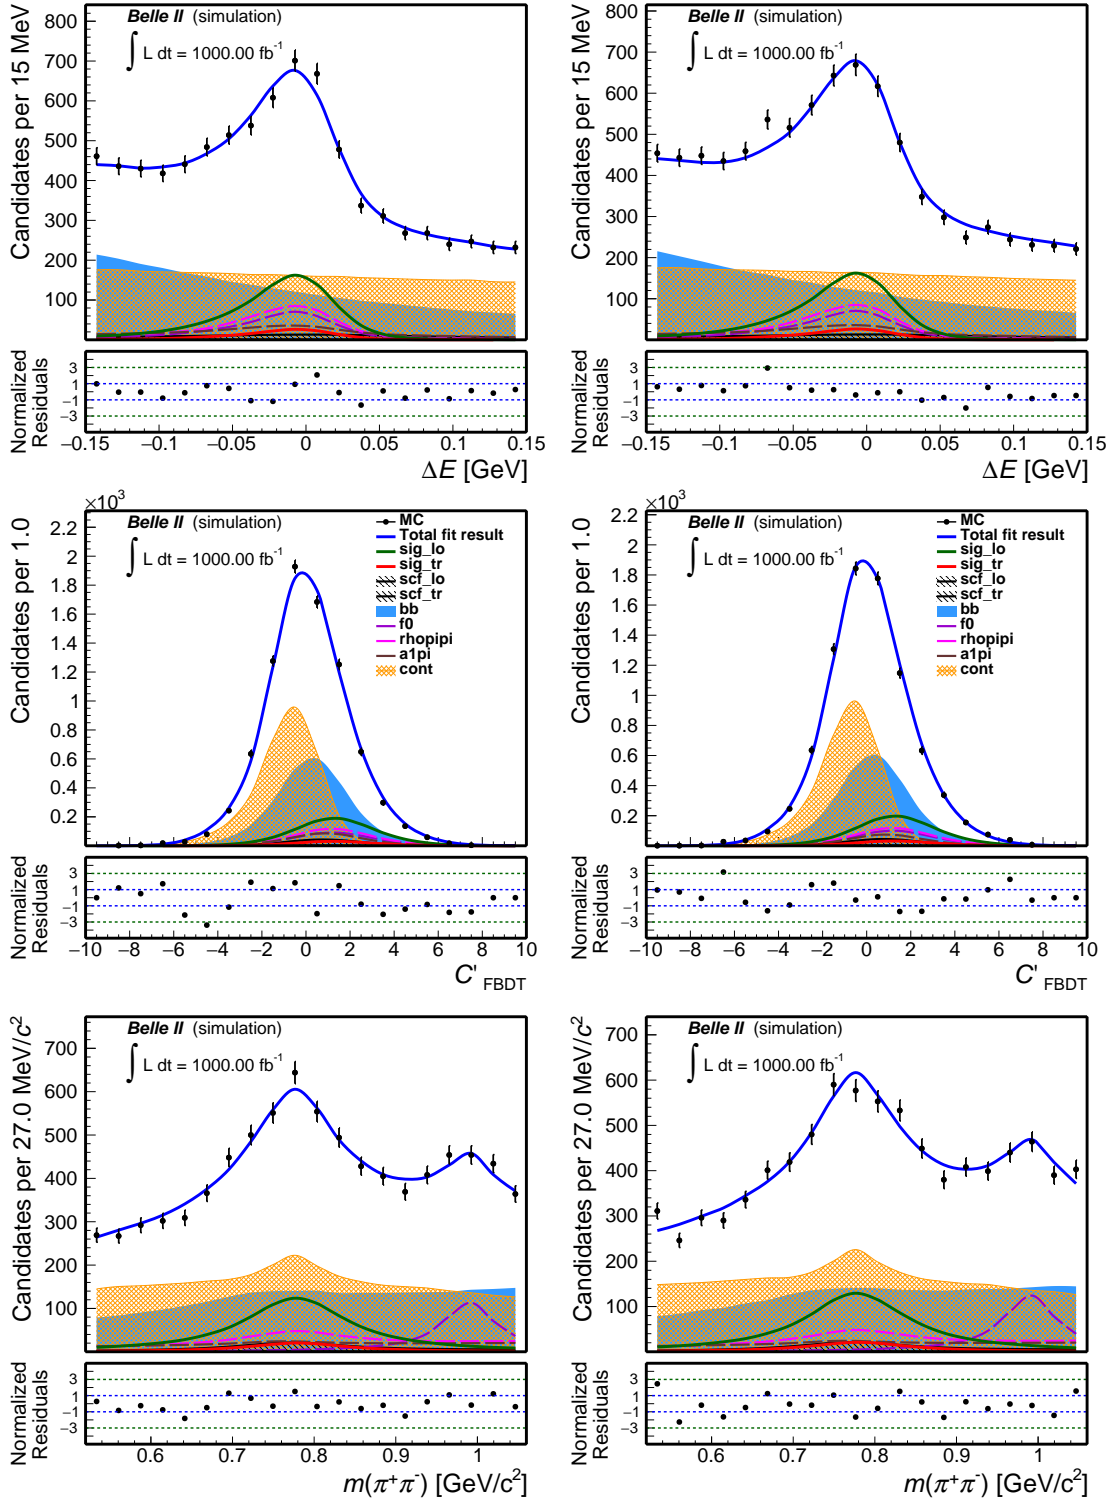 Candidates per 15 MeV
800
700
600
500
400
300
200
100
Belle II (simulation)
∫ L dt = 1000.00 fb⁻¹
Normalized
Residuals
3
1
−1
−3
−0.15 −0.1 −0.05 0 0.05 0.1 0.15
ΔE [GeV]
Candidates per 15 MeV
800
700
600
500
400
300
200
100
Belle II (simulation)
∫ L dt = 1000.00 fb⁻¹
Normalized
Residuals
3
1
−1
−3
−0.15 −0.1 −0.05 0 0.05 0.1 0.15
ΔE [GeV]
×10³
Candidates per 1.0
2.2
2
1.8
1.6
1.4
1.2
1
0.8
0.6
0.4
0.2
Belle II (simulation)
∫ L dt = 1000.00 fb⁻¹
MC
Total fit result
sig_lo
sig_tr
scf_lo
scf_tr
bb
f0
rhopipi
a1pi
cont
Normalized
Residuals
3
1
−1
−3
−10 −8 −6 −4 −2 0 2 4 6 8 10
C'FBDT
×10³
Candidates per 1.0
2.2
2
1.8
1.6
1.4
1.2
1
0.8
0.6
0.4
0.2
Belle II (simulation)
∫ L dt = 1000.00 fb⁻¹
MC
Total fit result
sig_lo
sig_tr
scf_lo
scf_tr
bb
f0
rhopipi
a1pi
cont
Normalized
Residuals
3
1
−1
−3
−10 −8 −6 −4 −2 0 2 4 6 8 10
C'FBDT
Candidates per 27.0 MeV/c²
700
600
500
400
300
200
100
Belle II (simulation)
∫ L dt = 1000.00 fb⁻¹
Normalized
Residuals
3
1
−1
−3
0.6 0.7 0.8 0.9 1
m(π⁺π⁻) [GeV/c²]
Candidates per 27.0 MeV/c²
700
600
500
400
300
200
100
Belle II (simulation)
∫ L dt = 1000.00 fb⁻¹
Normalized
Residuals
3
1
−1
−3
0.6 0.7 0.8 0.9 1
m(π⁺π⁻) [GeV/c²]